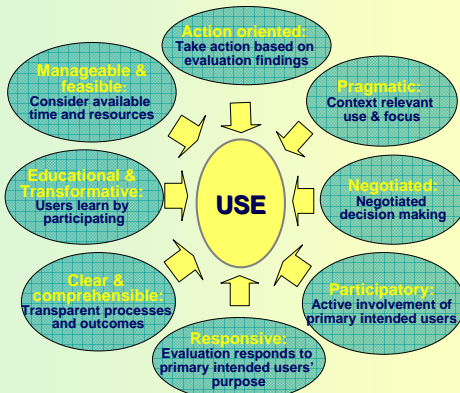 Action oriented:
Take action based on
evaluation findings
Pragmatic:
Context relevant
use & focus
Negotiated:
Negotiated
decision making
Participatory:
Active involvement of
primary intended users
Responsive:
Evaluation responds to
primary intended users’
purpose
Clear &
comprehensible:
Transparent processes
and outcomes
Educational &
Transformative:
Users learn by
participating
Manageable &
feasible:
Consider available
time and resources
USE